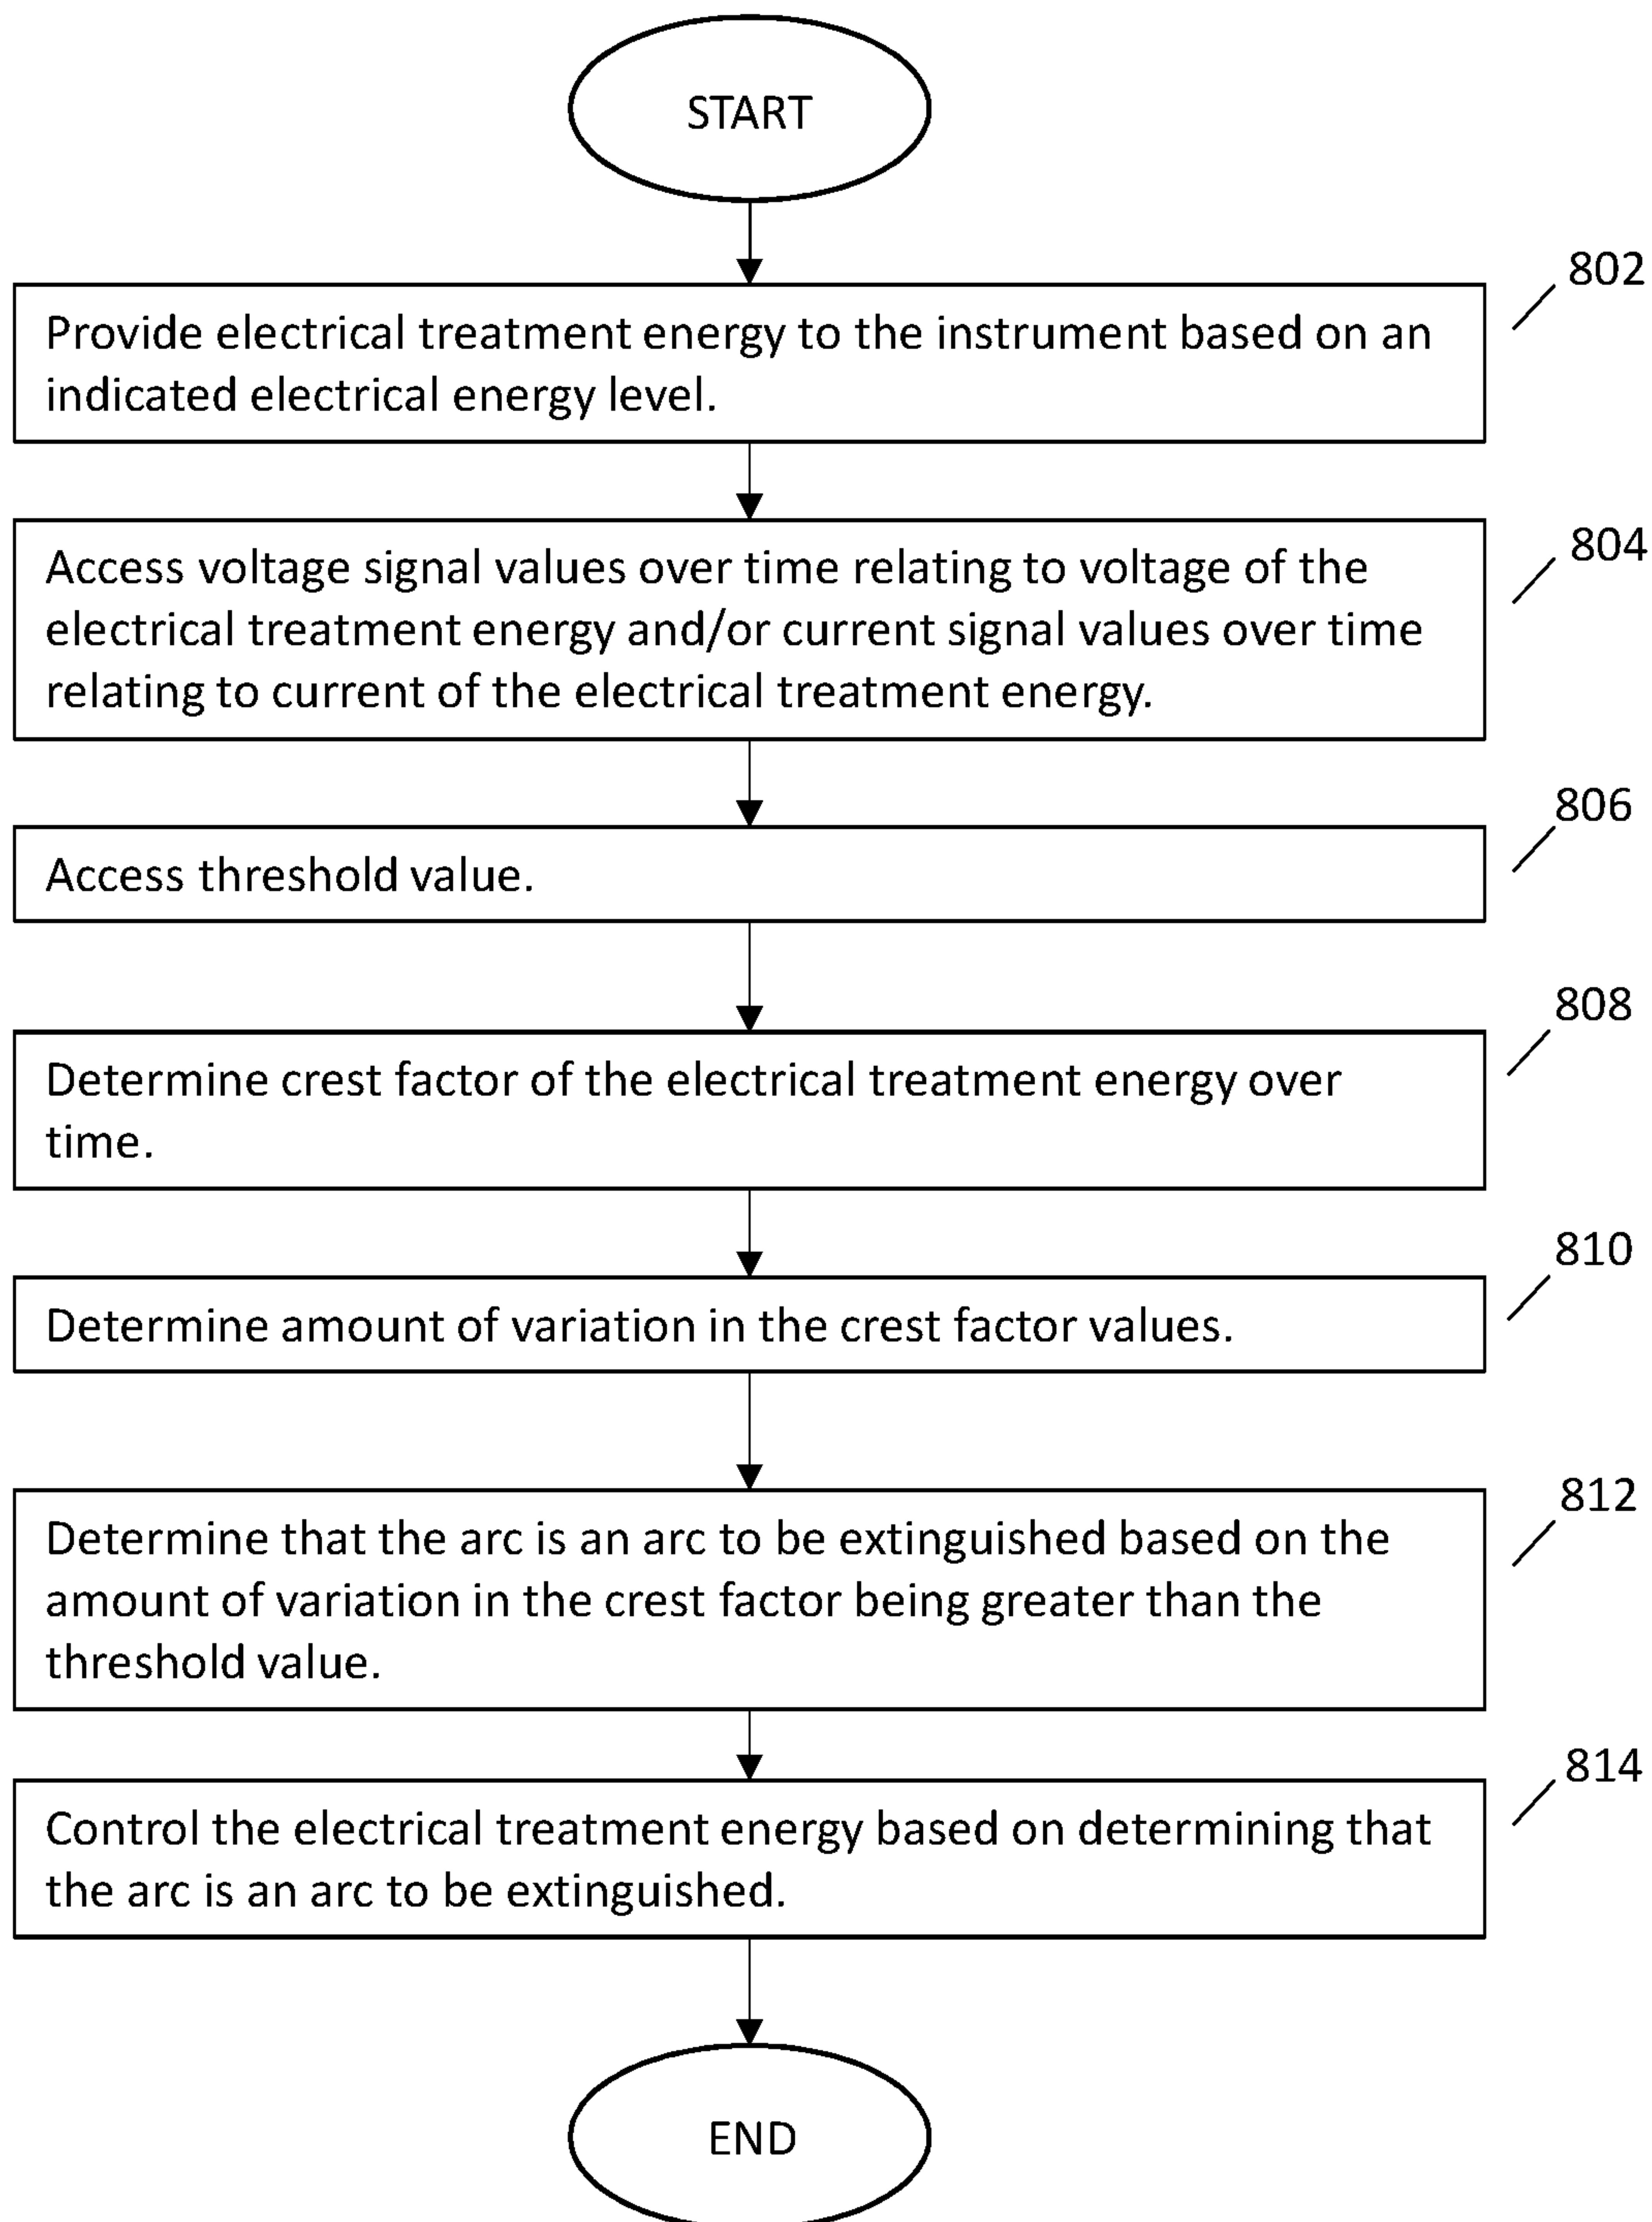 START
802
Provide electrical treatment energy to the instrument based on an
indicated electrical energy level.
804
Access voltage signal values over time relating to voltage of the
electrical treatment energy and/or current signal values over time
relating to current of the electrical treatment energy.
806
Access threshold value.
808
Determine crest factor of the electrical treatment energy over
time.
810
Determine amount of variation in the crest factor values.
812
Determine that the arc is an arc to be extinguished based on the
amount of variation in the crest factor being greater than the
threshold value.
814
Control the electrical treatment energy based on determining that
the arc is an arc to be extinguished.
END